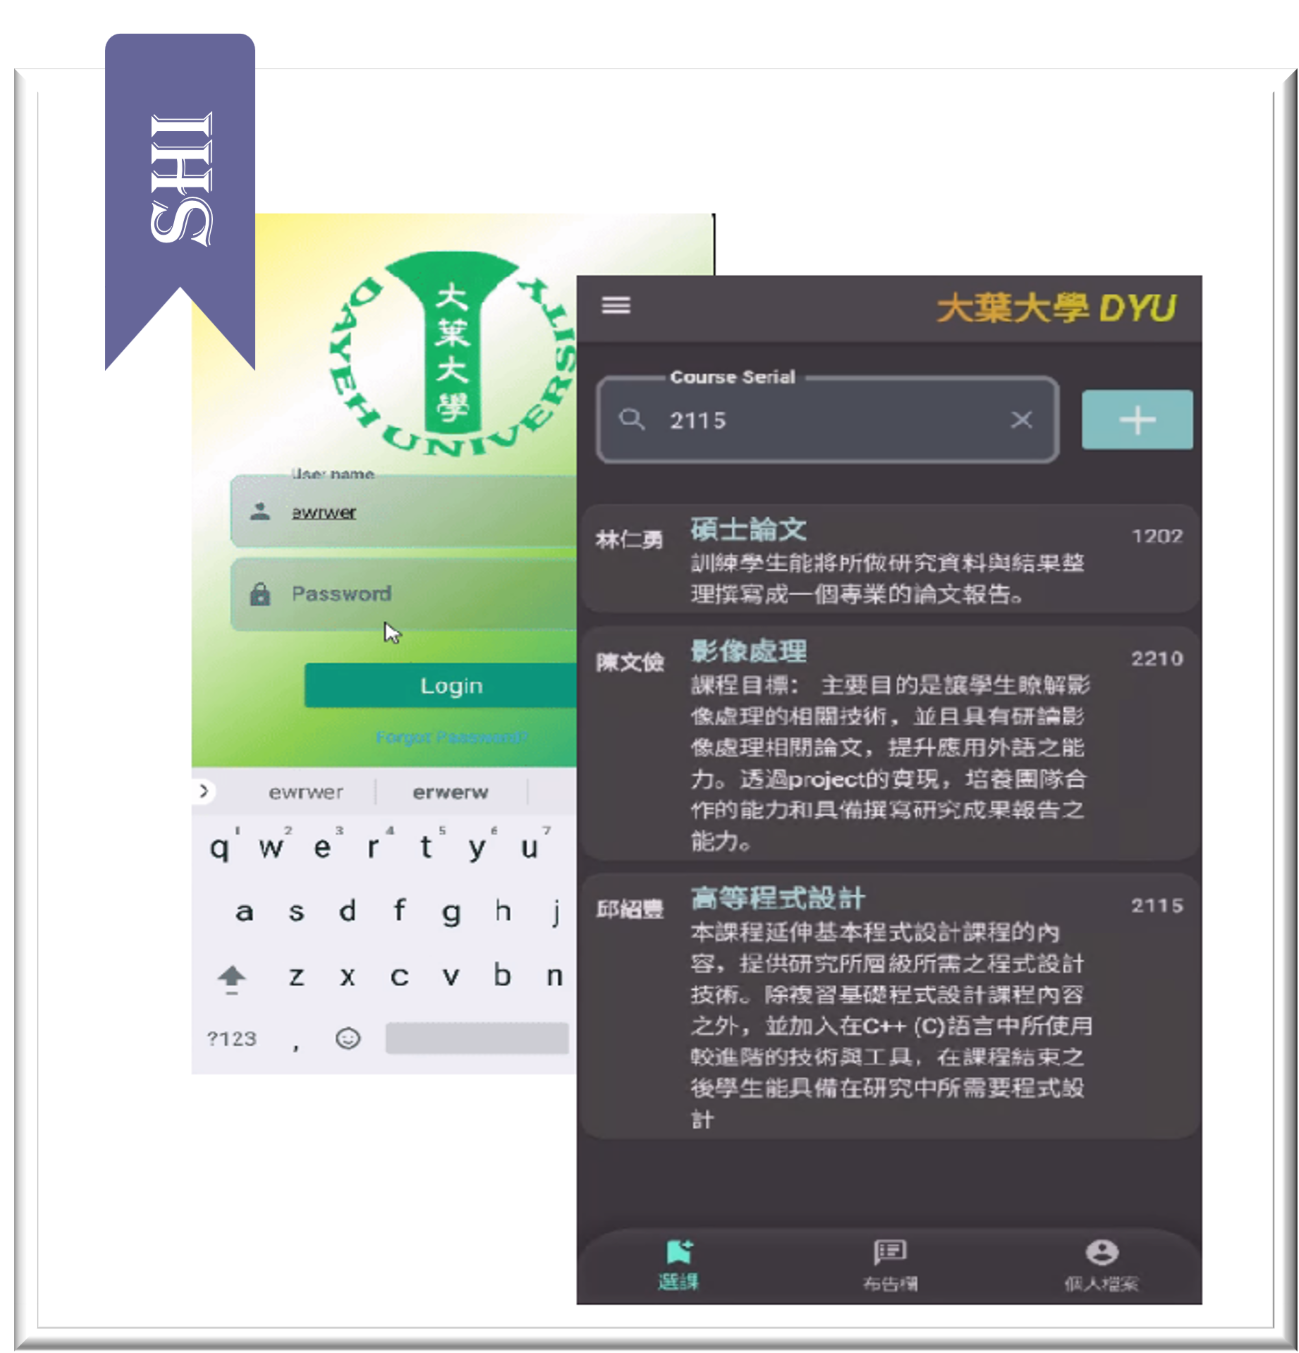 SHI
大葉大學
DAYEH UNIVERSITY
User name
ewrwer
Password
Login
Forgot Password?
ewrwer erwerw
q1 w2 e3 r4 t5 y6 u7
a s d f g h j
z x c v b n
?123 ,
大葉大學 DYU
Course Serial
2115
林仁勇 碩士論文 1202
訓練學生能將所做研究資料與結果整
理撰寫成一個專業的論文報告。
陳文儉 影像處理 2210
課程目標： 主要目的是讓學生瞭解影
像處理的相關技術，並且具有研讀影
像處理相關論文，提升應用外語之能
力。透過project的實現，培養團隊合
作的能力和具備撰寫研究成果報告之
能力。
邱紹豐 高等程式設計 2115
本課程延伸基本程式設計課程的內
容，提供研究所層級所需之程式設計
技術。除複習基礎程式設計課程內容
之外，並加入在C++ (C)語言中所使用
較進階的技術與工具，在課程結束之
後學生能具備在研究中所需要程式設
計
選課 布告欄 個人檔案